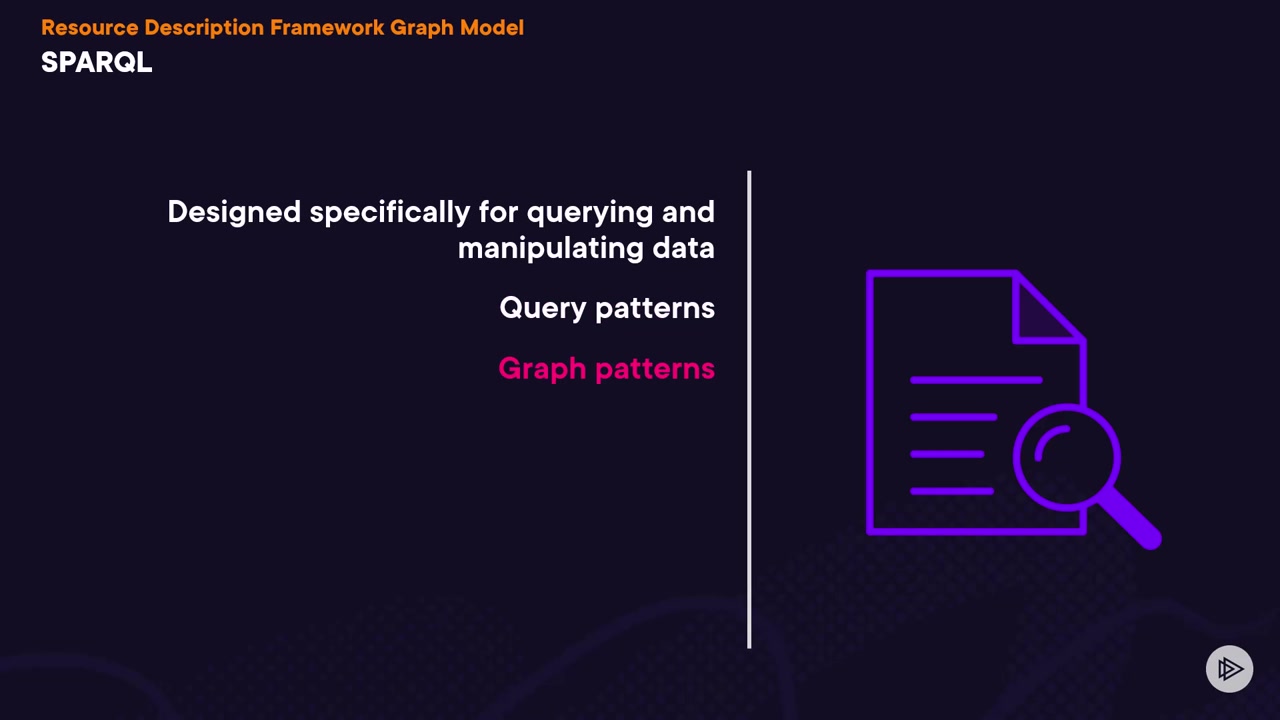 Resource Description Framework Graph Model
SPARQL
Designed specifically for querying and
manipulating data
Query patterns
Graph patterns